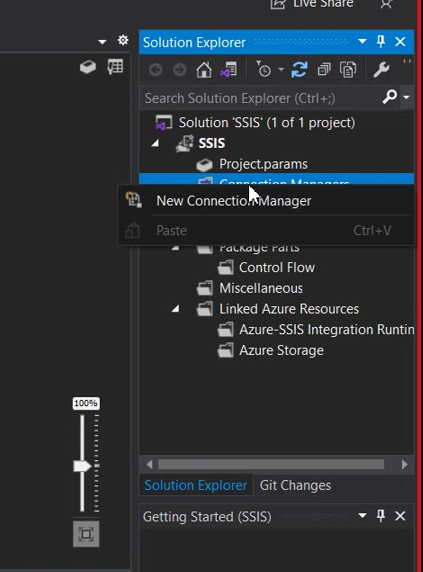 Live Share
Solution Explorer
Search Solution Explorer (Ctrl+;)
Solution 'SSIS' (1 of 1 project)
SSIS
Project.params
Connection Managers
New Connection Manager
Paste Ctrl+V
Package Parts
Control Flow
Miscellaneous
Linked Azure Resources
Azure-SSIS Integration Runtin
Azure Storage
100%
Solution Explorer Git Changes
Getting Started (SSIS)